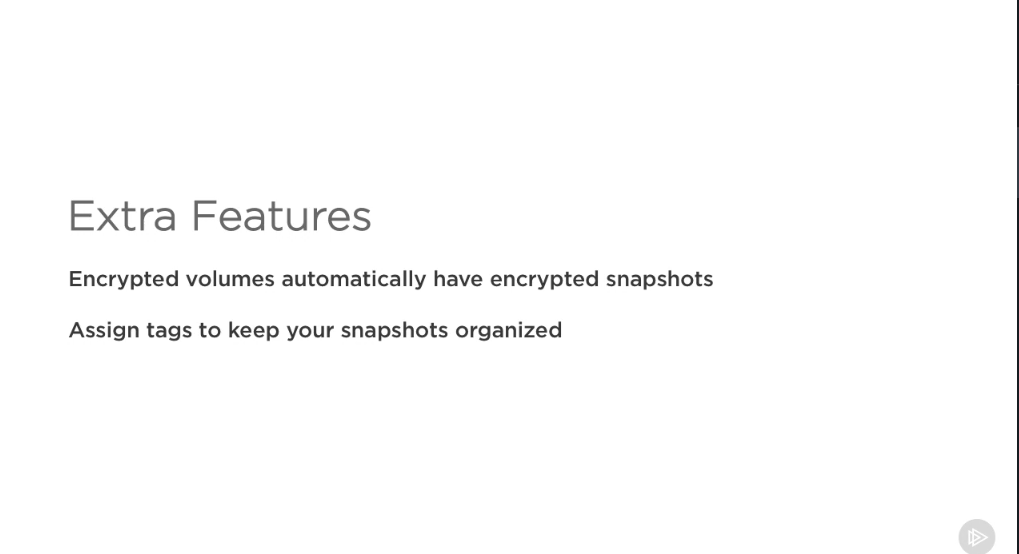 Extra Features
Encrypted volumes automatically have encrypted snapshots
Assign tags to keep your snapshots organized